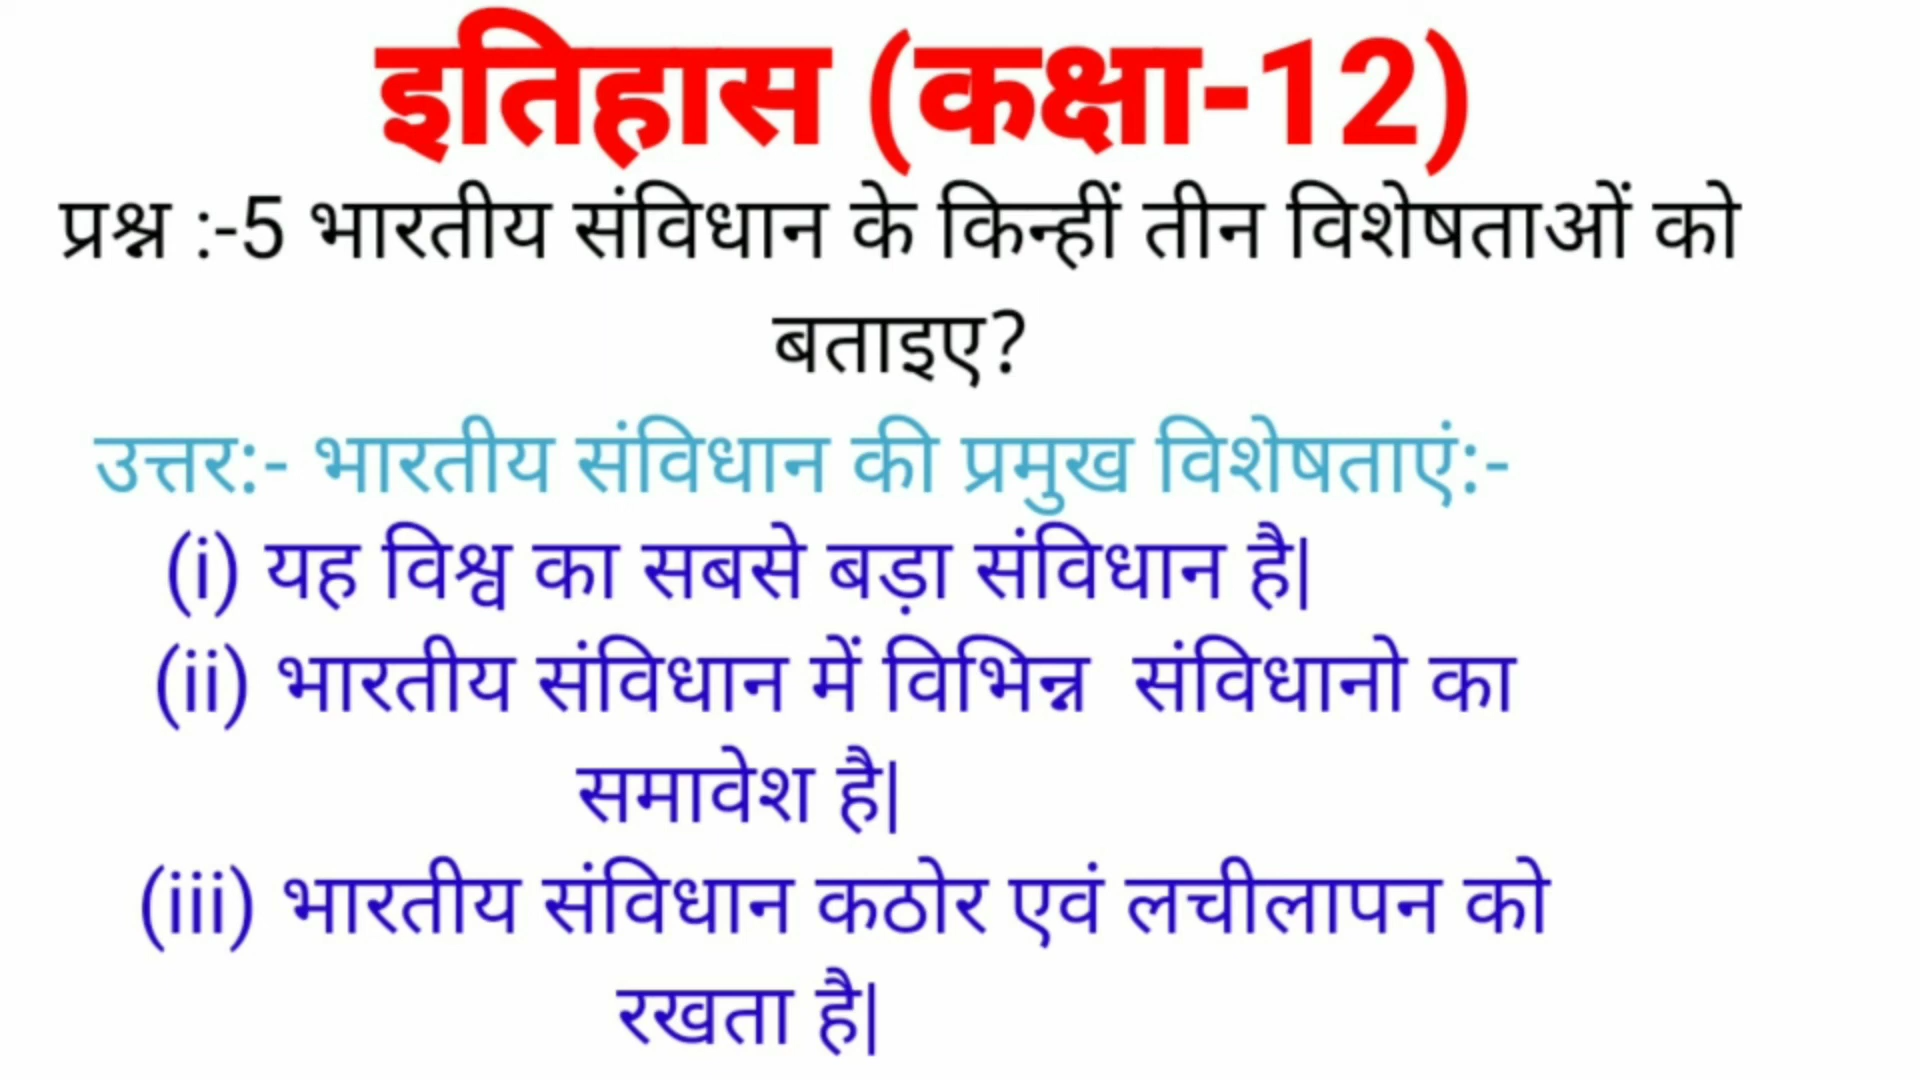 इतिहास (कक्षा-12)
प्रश्न :-5 भारतीय संविधान के किन्हीं तीन विशेषताओं को
बताइए?
उत्तर:- भारतीय संविधान की प्रमुख विशेषताएं:-
(i) यह विश्व का सबसे बड़ा संविधान है|
(ii) भारतीय संविधान में विभिन्न  संविधानो का
समावेश है|
(iii) भारतीय संविधान कठोर एवं लचीलापन को
रखता है|